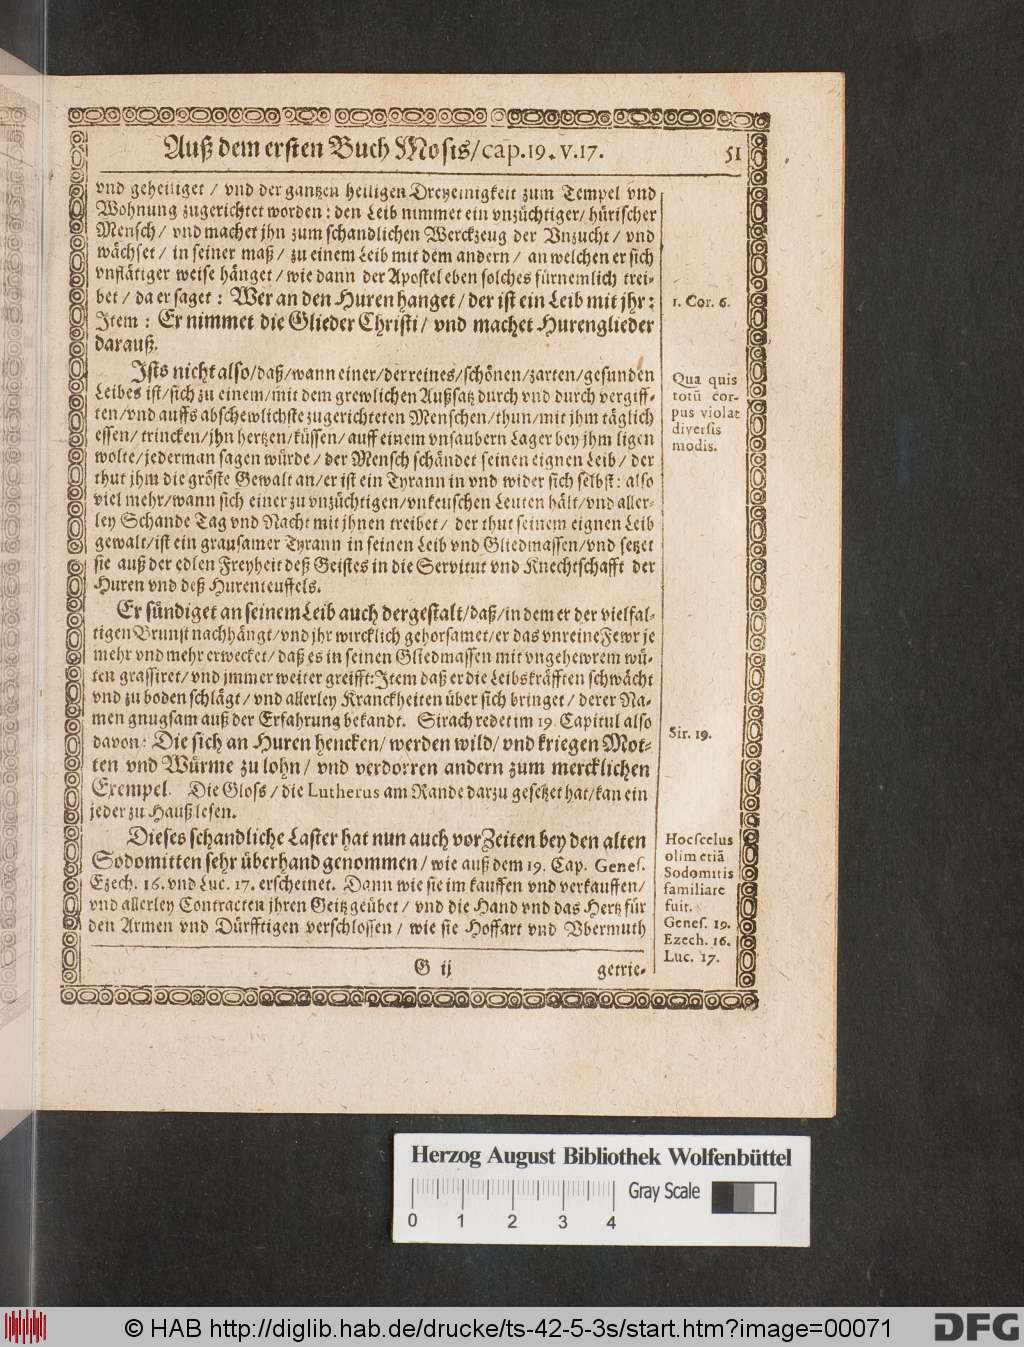 Auß dem ersten Buch Mosis/cap.19. v.17. 51
vnd geheiliget / vnd der gantzen heiligen Dreyeinigkeit zum Tempel vnd
Wohnung zugerichtet worden: den Leib nimmet ein vnzüchtiger/ hürischer
Mensch/ vnd machet jhn zum schandlichen Werckzeug der Vnzucht/ vnd
wächset/ in seiner maß/ zu einem Leib mit dem andern/ an welchen er sich
vnflätiger weise hänget/ wie dann der Apostel eben solches fürnemlich trei-
bet/ da er saget: Wer an den Huren hanget/ der ist ein Leib mit jhr:
Item: Er nimmet die Glieder Christi/ vnd machet Hurenglieder
darauß.
1. Cor. 6.
Ists nicht also/daß/wann einer/der reines/schönen/zarten/gesunden
Leibes ist/sich zu einem/mit dem grewlichen Außsatz durch vnd durch vergiff-
ten/vnd auffs abschewlichste zugerichteten Menschen/thun/mit jhm täglich
essen/ trincken/jhn hertzen/küssen/ auff einem vnsaubern Lager bey jhm ligen
wolte/jederman sagen würde/ der Mensch schändet seinen eignen Leib/ der
thut jhm die gröste Gewalt an/er ist ein Tyrann in vnd wider sich selbst: also
viel mehr/wann sich einer zu vnzüchtigen/vnkeuschen Leuten hält/vnd aller-
ley Schande Tag vnd Nacht mit jhnen treibet/ der thut seinem eignen Leib
gewalt/ist ein grausamer Tyrann in seinen Leib vnd Gliedmassen/vnd setzet
sie auß der edlen Freyheit deß Geistes in die Servitut vnd Knechtschafft der
Huren vnd deß Hurenteuffels.
Qua quis
totū cor-
pus violat
diversis
modis.
Er sündiget an seinem Leib auch dergestalt/daß/in dem er der vielfal-
tigen Brunst nachhängt/vnd jhr wircklich gehorsamet/er das vnreine Fewr je
mehr vnd mehr erwecket/ daß es in seinen Gliedmassen mit vngehewrem wü-
ten grassiret/ vnd jmmer weiter greifft: Item daß er die Leibskräfften schwächt
vnd zu boden schlägt/ vnd allerley Kranckheiten über sich bringet/ derer Na-
men gnugsam auß der Erfahrung bekandt. Sirach redet im 19. Capitul also
davon: Die sich an Huren hencken/ werden wild/ vnd kriegen Mot-
ten vnd Würme zu lohn/ vnd verdorren andern zum mercklichen
Exempel. Die Gloss/ die Lutherus am Rande darzu gesetzet hat/kan ein
jeder zu Hauß lesen.
Sir. 19.
Dieses schandliche Laster hat nun auch vor Zeiten bey den alten
Sodomitten sehr überhand genommen/ wie auß dem 19. Cap. Genes.
Ezech. 16. vnd Luc. 17. erscheinet. Dann wie sie im kauffen vnd verkauffen/
vnd allerley Contracten jhren Geitz geübet/ vnd die Hand vnd das Hertz für
den Armen vnd Dürfftigen verschlossen/ wie sie Hoffart vnd Vbermuth
Hoc scelus
olim etiā
Sodomitis
familiare
fuit.
Genes. 19.
Ezech. 16.
Luc. 17.
G ij getrie-
Herzog August Bibliothek Wolfenbüttel
Gray Scale
0 1 2 3 4
© HAB http://diglib.hab.de/drucke/ts-42-5-3s/start.htm?image=00071
DFG